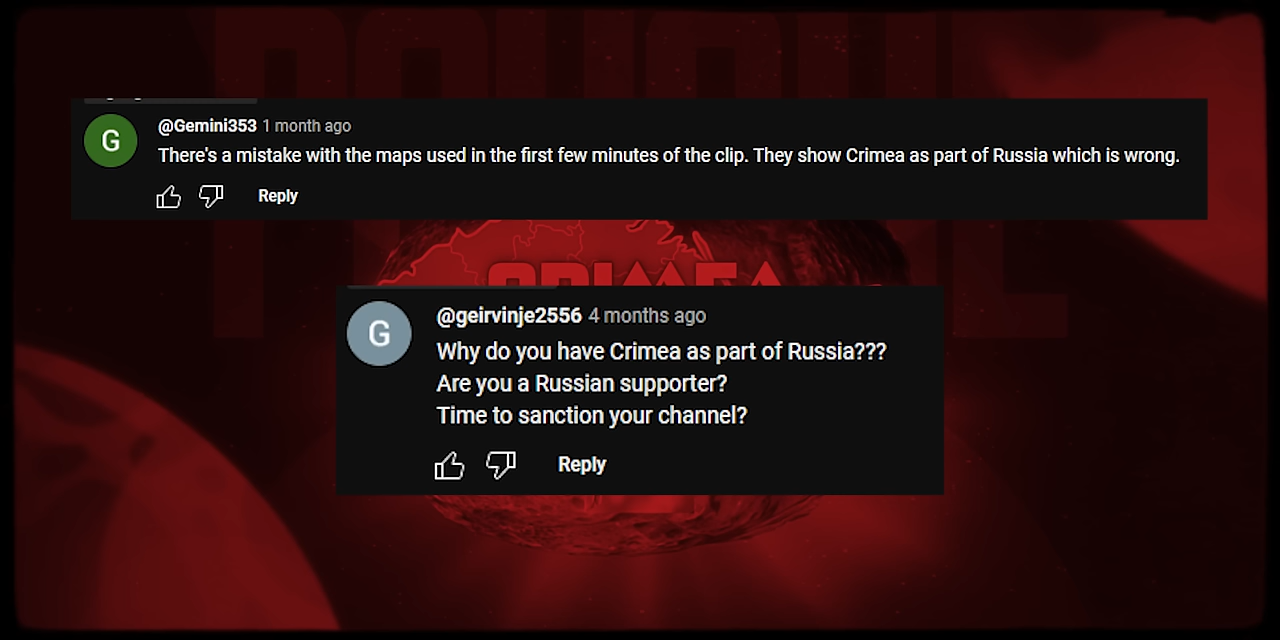 @Gemini353 1 month ago
G
There's a mistake with the maps used in the first few minutes of the clip. They show Crimea as part of Russia which is wrong.
Reply
CRIMEA
@geirvinje2556 4 months ago
G
Why do you have Crimea as part of Russia???
Are you a Russian supporter?
Time to sanction your channel?
Reply